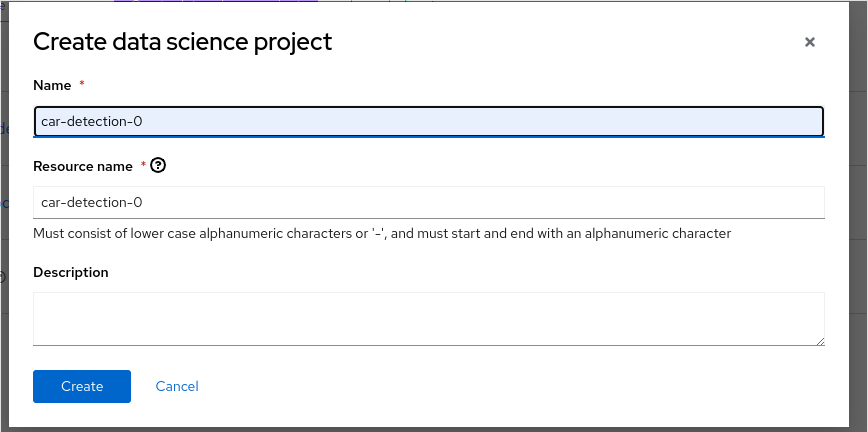 Create data science project
Name *
car-detection-0
Resource name *
car-detection-0
Must consist of lower case alphanumeric characters or '-', and must start and end with an alphanumeric character
Description
Create Cancel